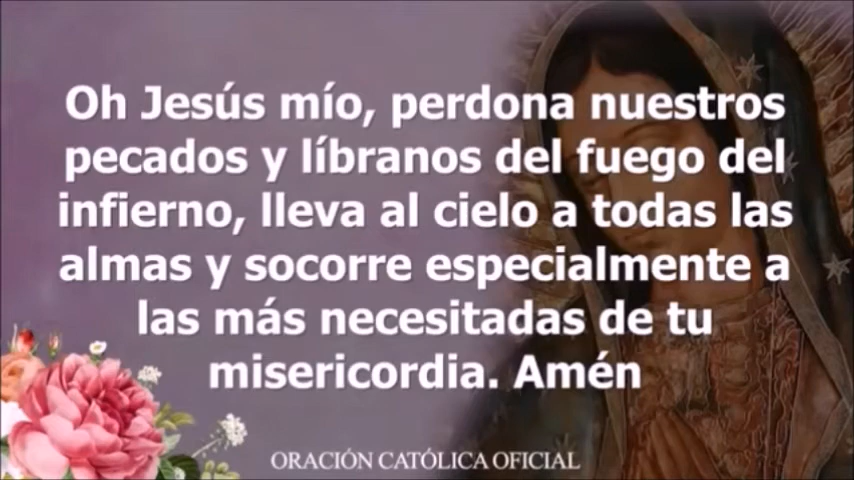 Oh Jesús mío, perdona nuestros
pecados y líbranos del fuego del
infierno, lleva al cielo a todas las
almas y socorre especialmente a
las más necesitadas de tu
misericordia. Amén
ORACIÓN CATÓLICA OFICIAL